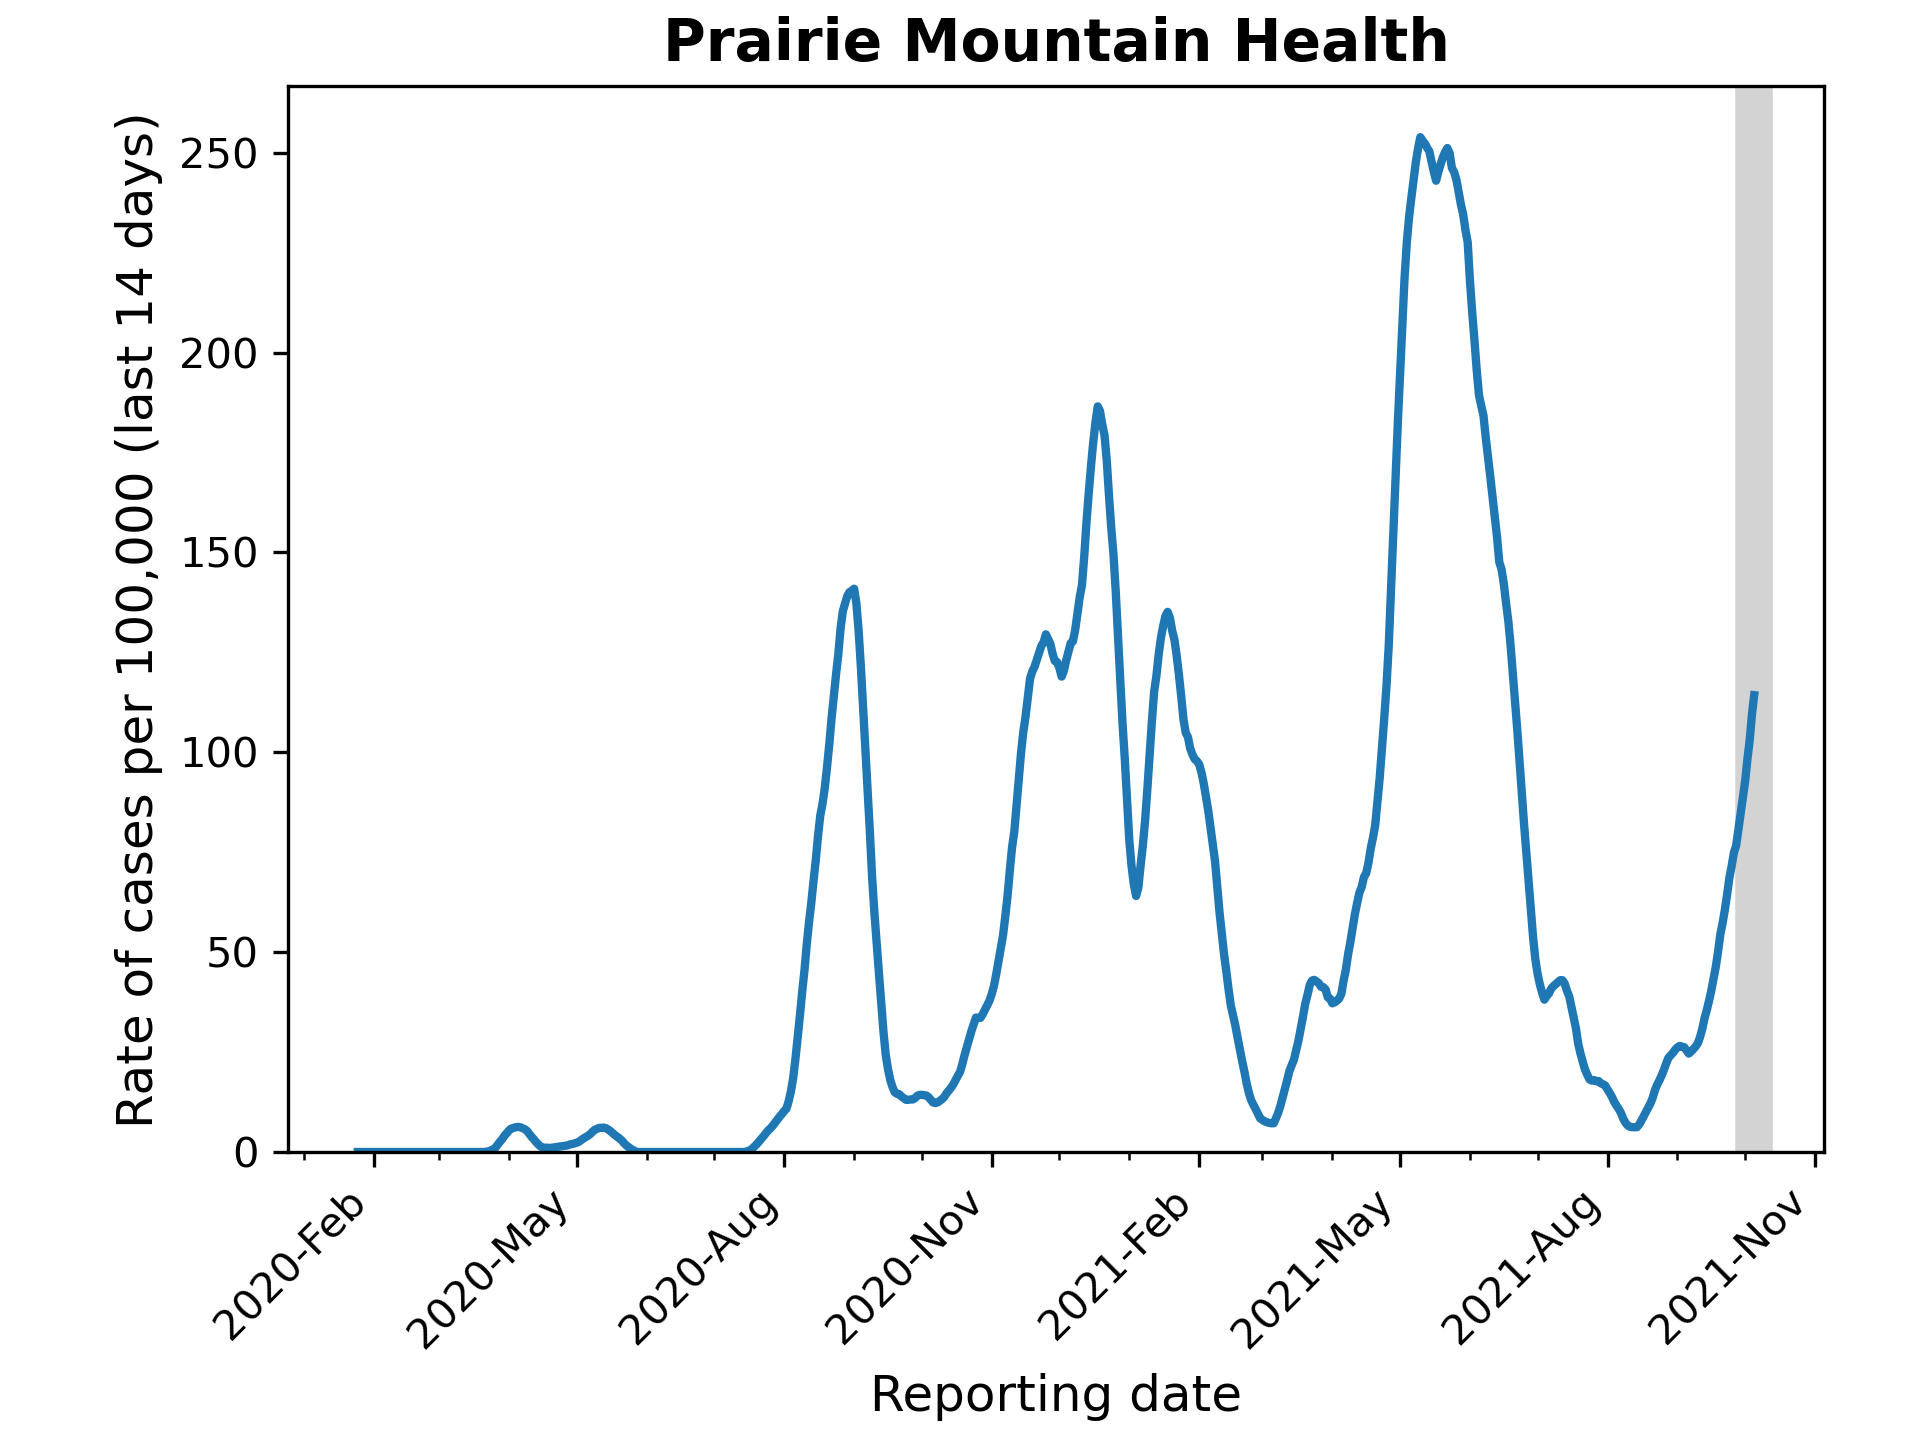 Prairie Mountain Health
Rate of cases per 100,000 (last 14 days)
250
200
150
100
50
0
2020-Feb
2020-May
2020-Aug
2020-Nov
2021-Feb
2021-May
2021-Aug
2021-Nov
Reporting date